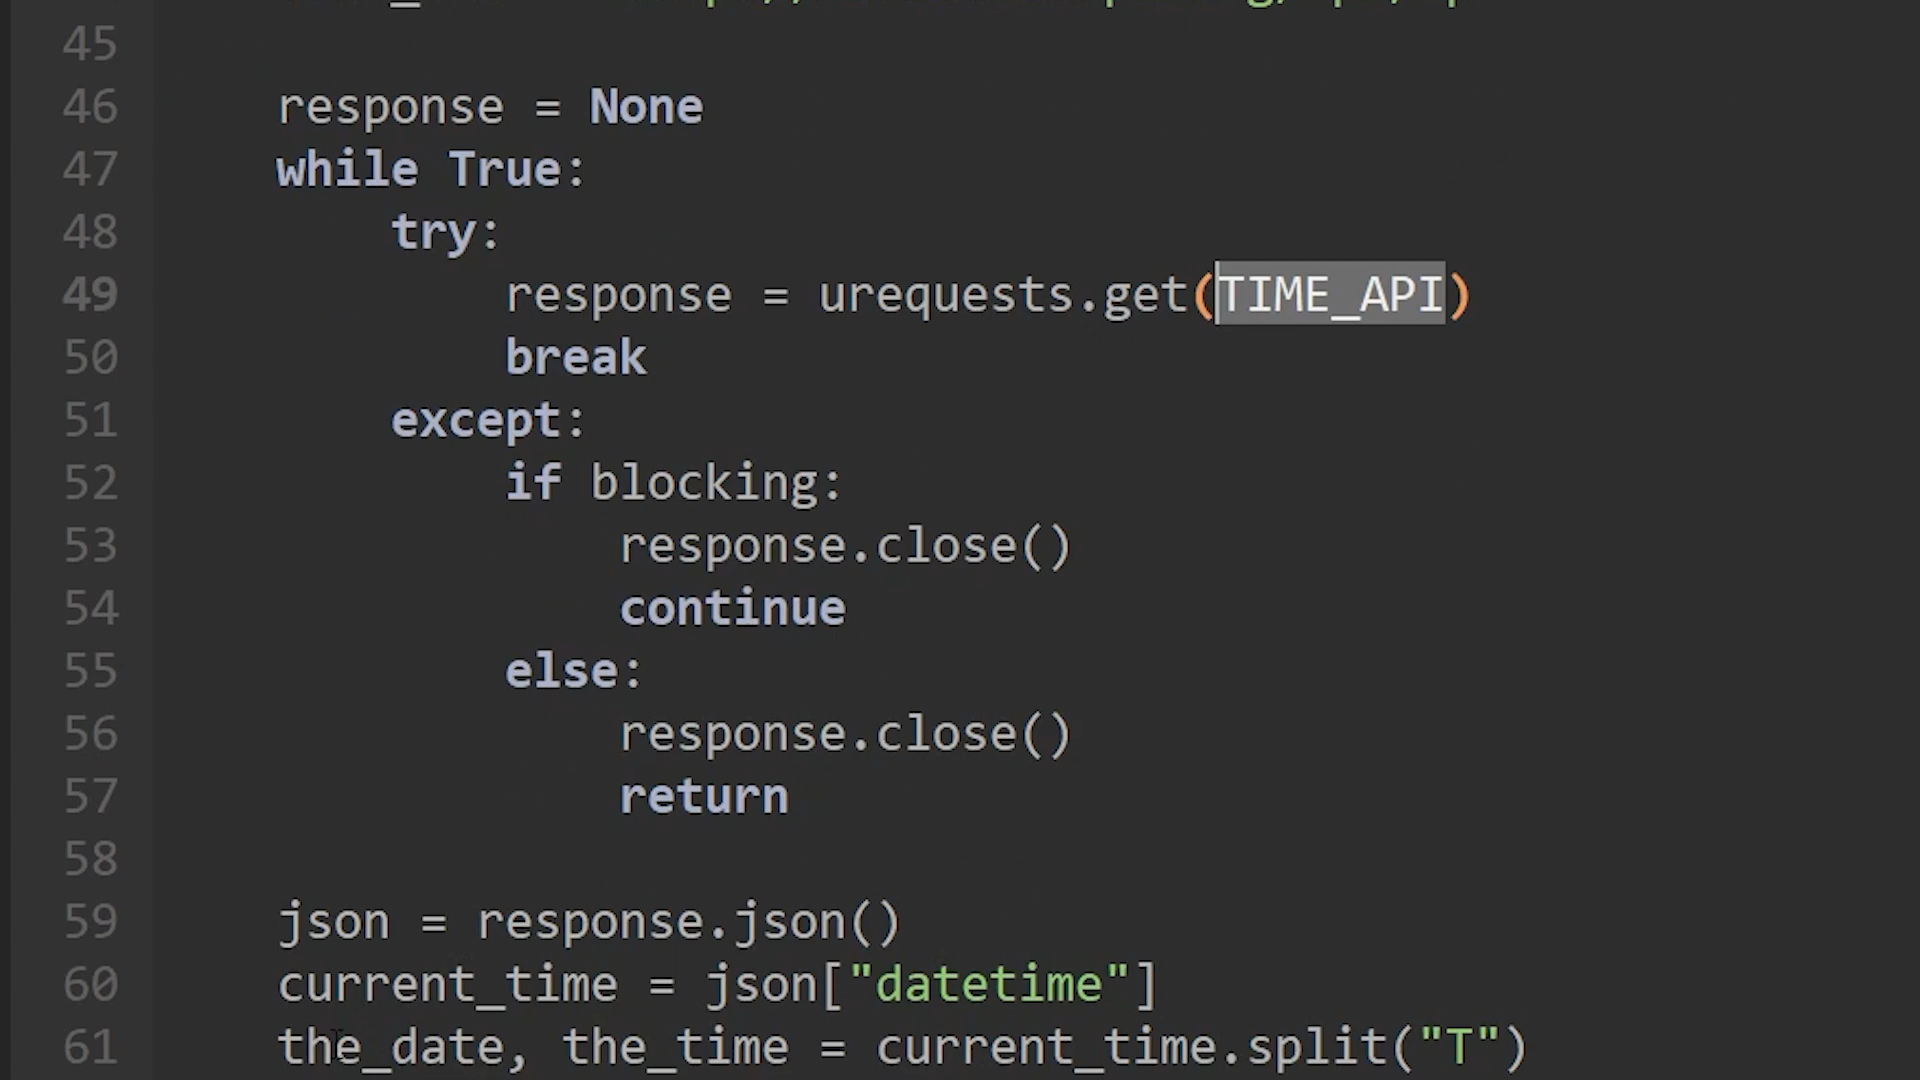 45
46 response = None
47 while True:
48 try:
49 response = urequests.get(TIME_API)
50 break
51 except:
52 if blocking:
53 response.close()
54 continue
55 else:
56 response.close()
57 return
58
59 json = response.json()
60 current_time = json["datetime"]
61 the_date, the_time = current_time.split("T")